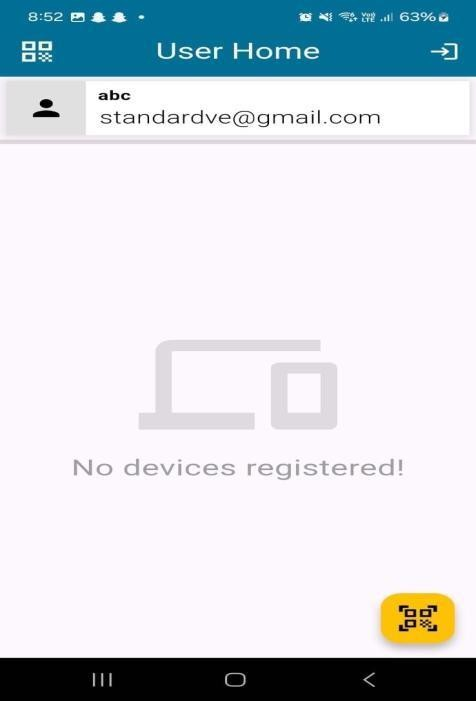 8:52
63%
User Home
abc
standardve@gmail.com
No devices registered!